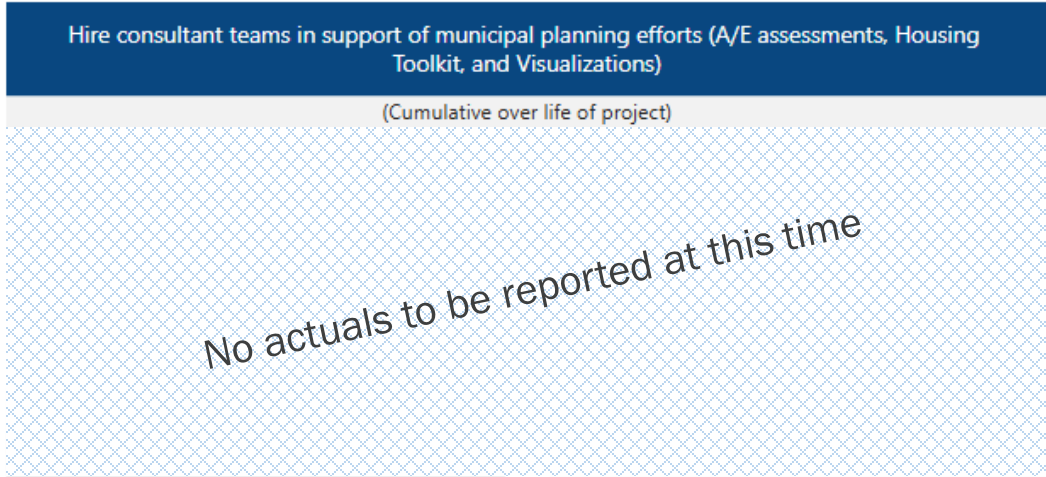 Hire consultant teams in support of municipal planning efforts (A/E assessments, Housing
Toolkit, and Visualizations)
(Cumulative over life of project)
No actuals to be reported at this time